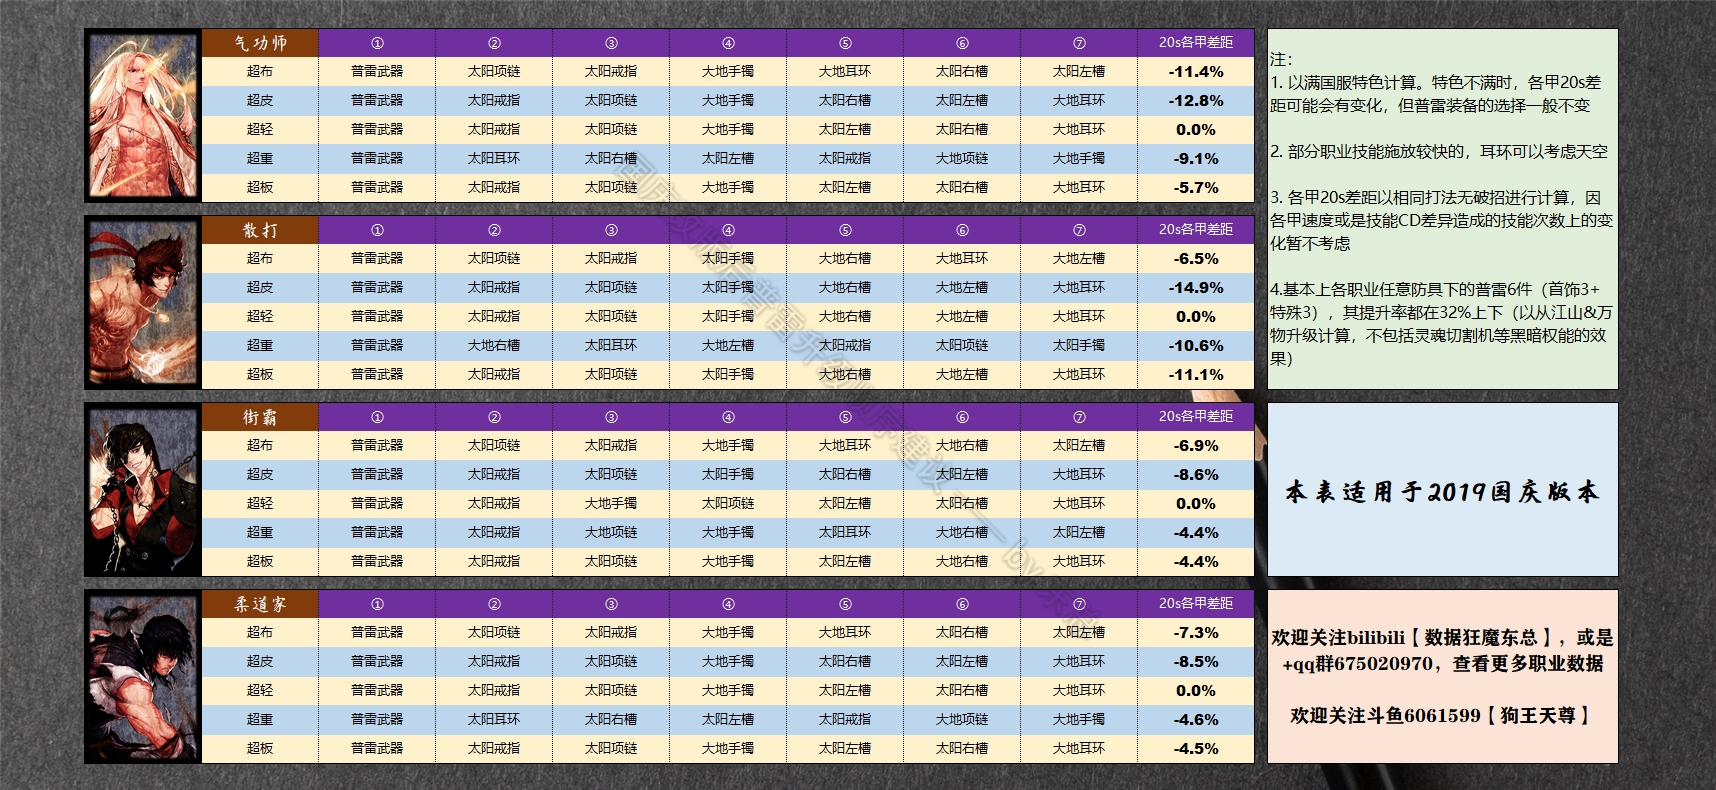 气功师 ① ② ③ ④ ⑤ ⑥ ⑦ 20s各甲差距
超布 普雷武器 太阳项链 太阳戒指 大地手镯 大地耳环 太阳右槽 太阳左槽 -11.4%
超皮 普雷武器 太阳戒指 太阳项链 大地手镯 太阳右槽 太阳左槽 大地耳环 -12.8%
超轻 普雷武器 太阳戒指 太阳项链 大地手镯 太阳左槽 太阳右槽 大地耳环 0.0%
超重 普雷武器 太阳耳环 太阳右槽 太阳左槽 太阳戒指 大地项链 大地手镯 -9.1%
超板 普雷武器 太阳戒指 太阳项链 大地手镯 太阳左槽 太阳右槽 大地耳环 -5.7%
散打 ① ② ③ ④ ⑤ ⑥ ⑦ 20s各甲差距
超布 普雷武器 太阳项链 太阳戒指 太阳手镯 大地右槽 大地耳环 大地左槽 -6.5%
超皮 普雷武器 太阳戒指 太阳项链 太阳手镯 大地右槽 大地左槽 大地耳环 -14.9%
超轻 普雷武器 太阳戒指 太阳项链 太阳手镯 大地右槽 大地左槽 大地耳环 0.0%
超重 普雷武器 大地右槽 太阳耳环 大地左槽 太阳戒指 太阳项链 太阳手镯 -10.6%
超板 普雷武器 太阳戒指 太阳项链 太阳手镯 大地右槽 大地左槽 大地耳环 -11.1%
街霸 ① ② ③ ④ ⑤ ⑥ ⑦ 20s各甲差距
超布 普雷武器 太阳项链 太阳戒指 大地手镯 大地耳环 大地右槽 太阳左槽 -6.9%
超皮 普雷武器 太阳戒指 太阳项链 太阳手镯 太阳右槽 太阳左槽 大地耳环 -8.6%
超轻 普雷武器 太阳戒指 大地手镯 太阳项链 太阳左槽 太阳右槽 大地耳环 0.0%
超重 普雷武器 太阳戒指 大地项链 大地手镯 太阳耳环 大地右槽 太阳左槽 -4.4%
超板 普雷武器 太阳戒指 太阳项链 大地手镯 太阳左槽 大地右槽 大地耳环 -4.4%
柔道家 ① ② ③ ④ ⑤ ⑥ ⑦ 20s各甲差距
超布 普雷武器 太阳项链 太阳戒指 大地手镯 大地耳环 太阳右槽 太阳左槽 -7.3%
超皮 普雷武器 太阳戒指 太阳项链 大地手镯 太阳右槽 太阳左槽 大地耳环 -8.5%
超轻 普雷武器 太阳戒指 太阳项链 大地手镯 太阳左槽 太阳右槽 大地耳环 0.0%
超重 普雷武器 太阳耳环 太阳右槽 太阳左槽 太阳戒指 大地项链 大地手镯 -4.6%
超板 普雷武器 太阳戒指 太阳项链 大地手镯 太阳左槽 太阳右槽 大地耳环 -4.5%
注：
1. 以满国服特色计算。特色不满时，各甲20s差
距可能会有变化，但普雷装备的选择一般不变
2. 部分职业技能施放较快的，耳环可以考虑天空
3. 各甲20s差距以相同打法无破招进行计算，因
各甲速度或是技能CD差异造成的技能次数上的变
化暂不考虑
4.基本上各职业任意防具下的普雷6件（首饰3+
特殊3），其提升率都在32%上下（以从江山&万
物升级计算，不包括灵魂切割机等黑暗权能的效
果）
本表适用于2019国庆版本
欢迎关注bilibili【数据狂魔东总】，或是
+qq群675020970，查看更多职业数据
欢迎关注斗鱼6061599【狗王天尊】
国庆改版后普雷升级顺序建议——by东总